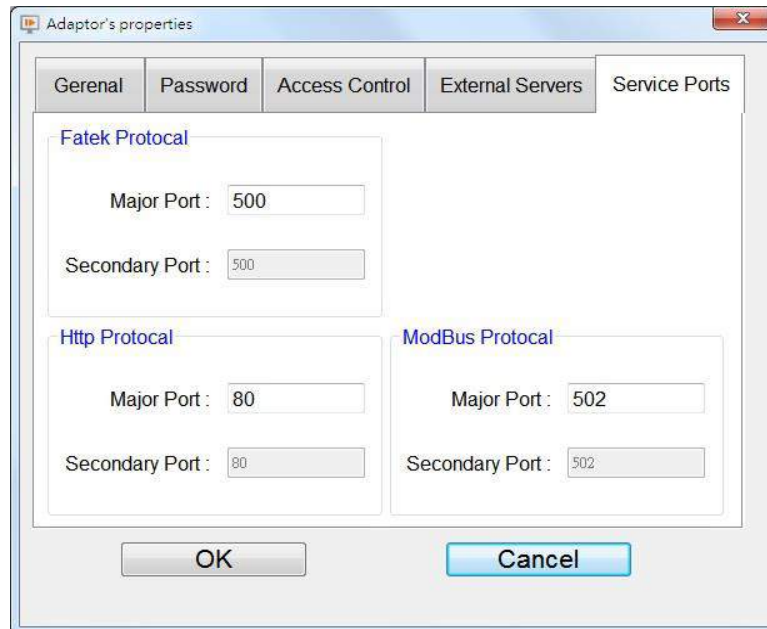 Adaptor's properties
Gerenal Password Access Control External Servers Service Ports
Fatek Protocal
Major Port : 500
Secondary Port : 500
Http Protocal
Major Port : 80
Secondary Port : 80
ModBus Protocal
Major Port : 502
Secondary Port : 502
OK Cancel